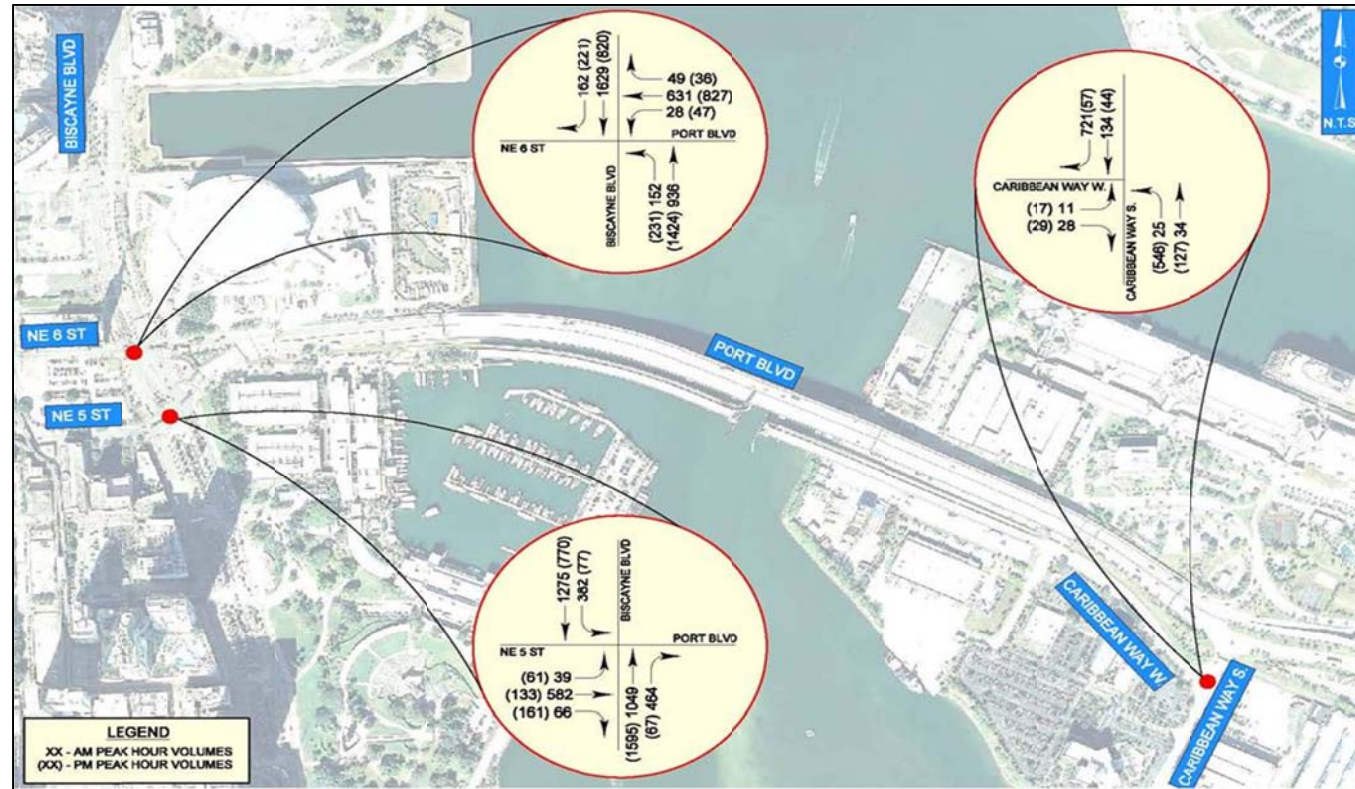 BISCAYNE BLVD
162 (221)
1629 (820)
49 (36)
631 (827)
28 (47)
NE 6 ST
PORT BLVD
BISCAYNE BLVD
(231) 152
(1424) 936
721(57)
134 (44)
CARIBBEAN WAY W.
(17) 11
(29) 28
CARIBBEAN WAY S.
(546) 25
(127) 34
N.T.S
NE 6 ST
NE 5 ST
PORT BLVD
1275 (770)
382 (77)
BISCAYNE BLVD
NE 5 ST
PORT BLVD
(61) 39
(133) 582
(161) 66
(1595) 1049
(67) 464
CARIBBEAN WAY W
CARIBBEAN WAY S.
LEGEND
XX - AM PEAK HOUR VOLUMES
(XX) - PM PEAK HOUR VOLUMES